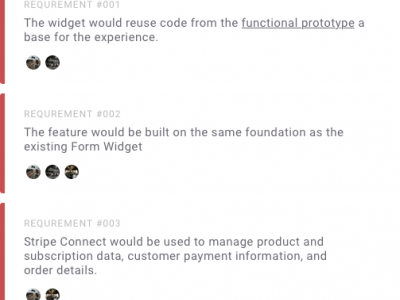 REQUREMENT #001
The widget would reuse code from the functional prototype a
base for the experience.
REQUREMENT #002
The feature would be built on the same foundation as the
existing Form Widget
REQUREMENT #003
Stripe Connect would be used to manage product and
subscription data, customer payment information, and
order details.